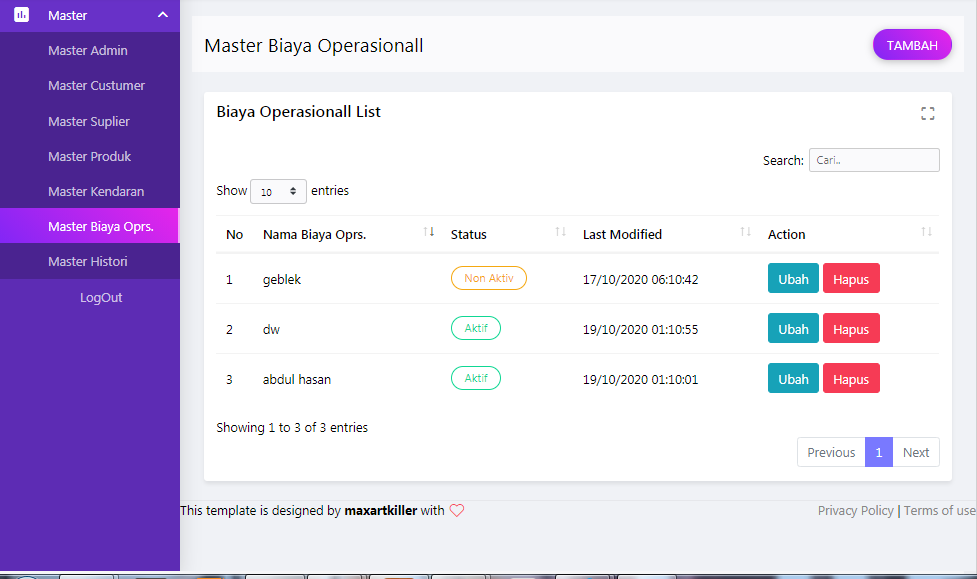 Master
Master Admin
Master Custumer
Master Suplier
Master Produk
Master Kendaran
Master Biaya Oprs.
Master Histori
LogOut
Master Biaya Operasionall
TAMBAH
Biaya Operasionall List
Search: Cari..
Show 10 entries
No Nama Biaya Oprs. Status Last Modified Action
1 geblek Non Aktiv 17/10/2020 06:10:42 Ubah Hapus
2 dw Aktif 19/10/2020 01:10:55 Ubah Hapus
3 abdul hasan Aktif 19/10/2020 01:10:01 Ubah Hapus
Showing 1 to 3 of 3 entries
Previous 1 Next
This template is designed by maxartkiller with
Privacy Policy | Terms of use